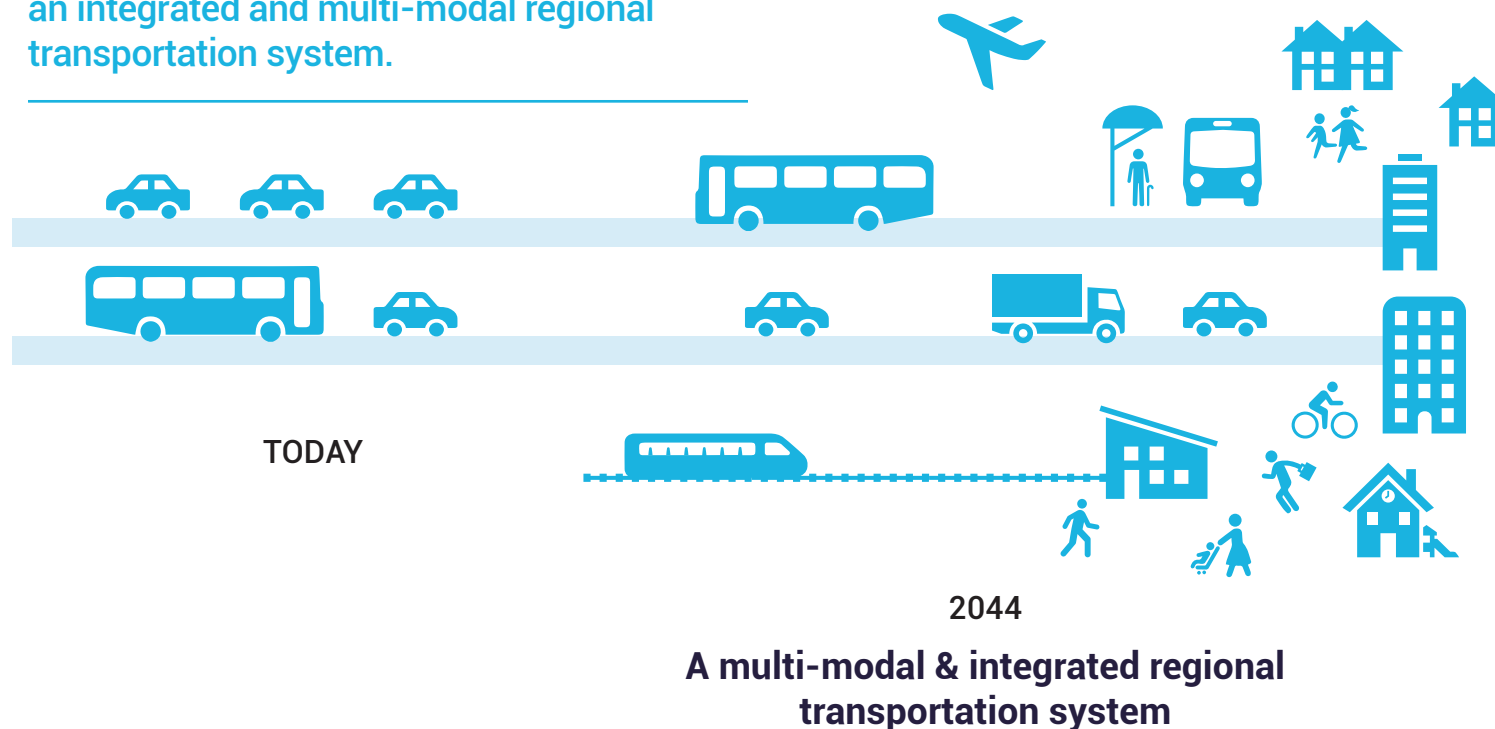 an integrated and multi-modal regional
transportation system.
TODAY
2044
A multi-modal & integrated regional
transportation system